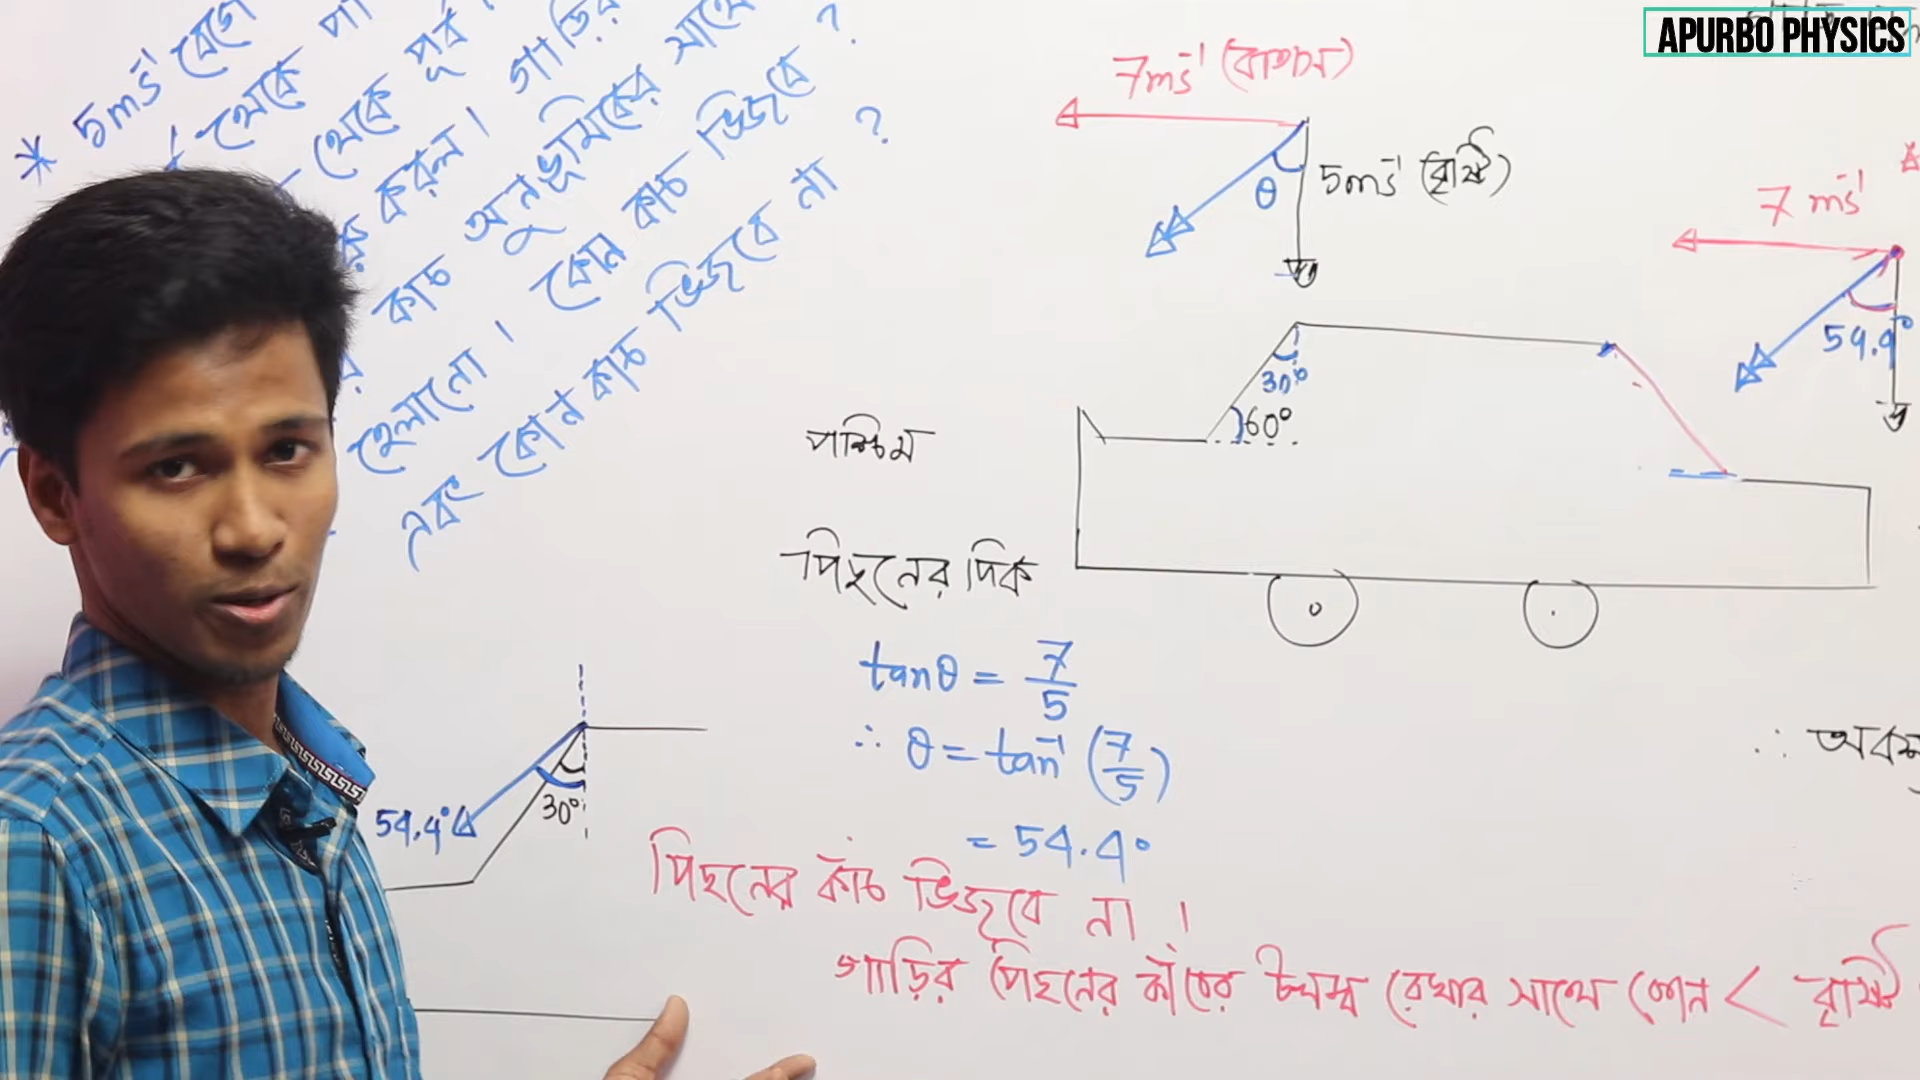 APURBO PHYSICS
* 5ms⁻¹ বেগে
থেকে
থেকে পূর্ব
করল। গাড়ির
কাচ অনুভূমিকের সাথে
হেলানো। কোন কাচ ভিজবে ?
এবং কোন কাচ ভিজবে না ?
7ms⁻¹ (বাতাস)
θ
5ms⁻¹ (বৃষ্টি)
7 ms⁻¹
54.4°
30°
60°
পশ্চিম
পিছনের দিক
tanθ = 7/5
∴ θ = tan⁻¹ (7/5)
= 54.4°
54.4°
30°
পিছনের কাঁচ ভিজবে না ।
গাড়ির পেছনের কাঁচের উলম্ব রেখার সাথে কোন < বৃষ্টি